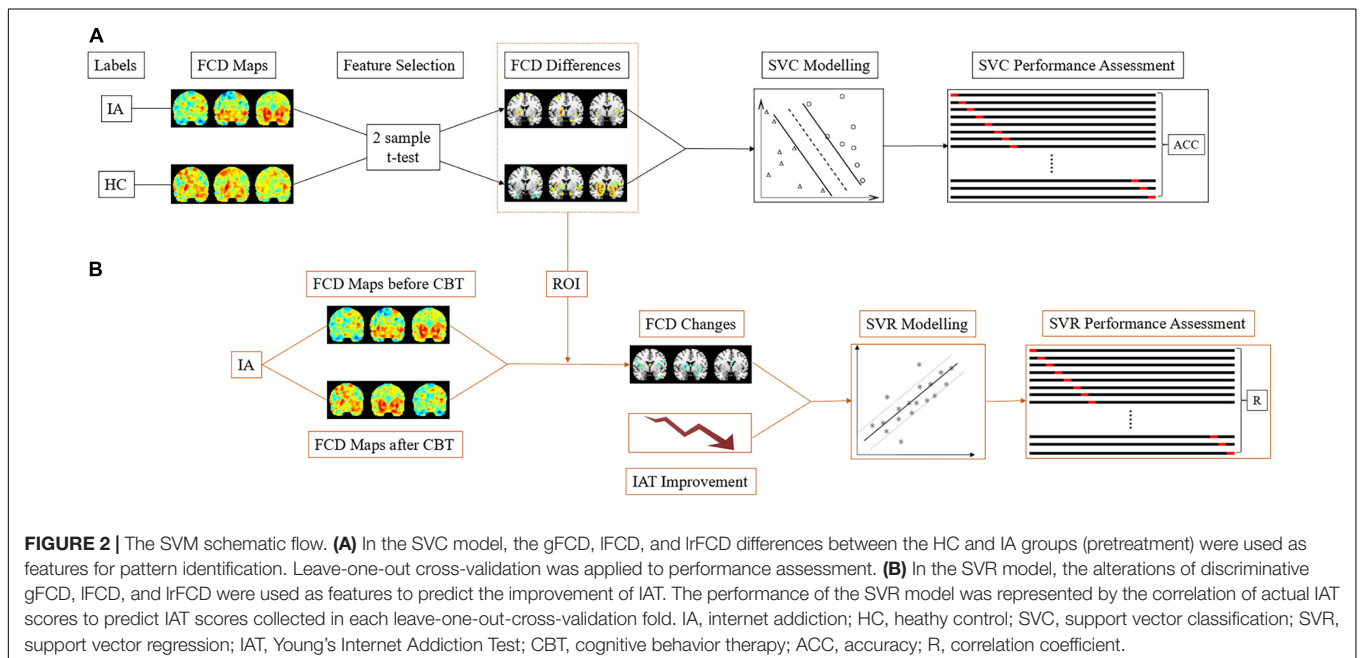 A
Labels
FCD Maps
Feature Selection
FCD Differences
SVC Modelling
SVC Performance Assessment
IA
2 sample
t-test
ACC
HC
B
FCD Maps before CBT
ROI
FCD Changes
SVR Modelling
SVR Performance Assessment
IA
R
FCD Maps after CBT
IAT Improvement
FIGURE 2 | The SVM schematic flow. (A) In the SVC model, the gFCD, lFCD, and lrFCD differences between the HC and IA groups (pretreatment) were used as
features for pattern identification. Leave-one-out cross-validation was applied to performance assessment. (B) In the SVR model, the alterations of discriminative
gFCD, lFCD, and lrFCD were used as features to predict the improvement of IAT. The performance of the SVR model was represented by the correlation of actual IAT
scores to predict IAT scores collected in each leave-one-out-cross-validation fold. IA, internet addiction; HC, heathy control; SVC, support vector classification; SVR,
support vector regression; IAT, Young's Internet Addiction Test; CBT, cognitive behavior therapy; ACC, accuracy; R, correlation coefficient.